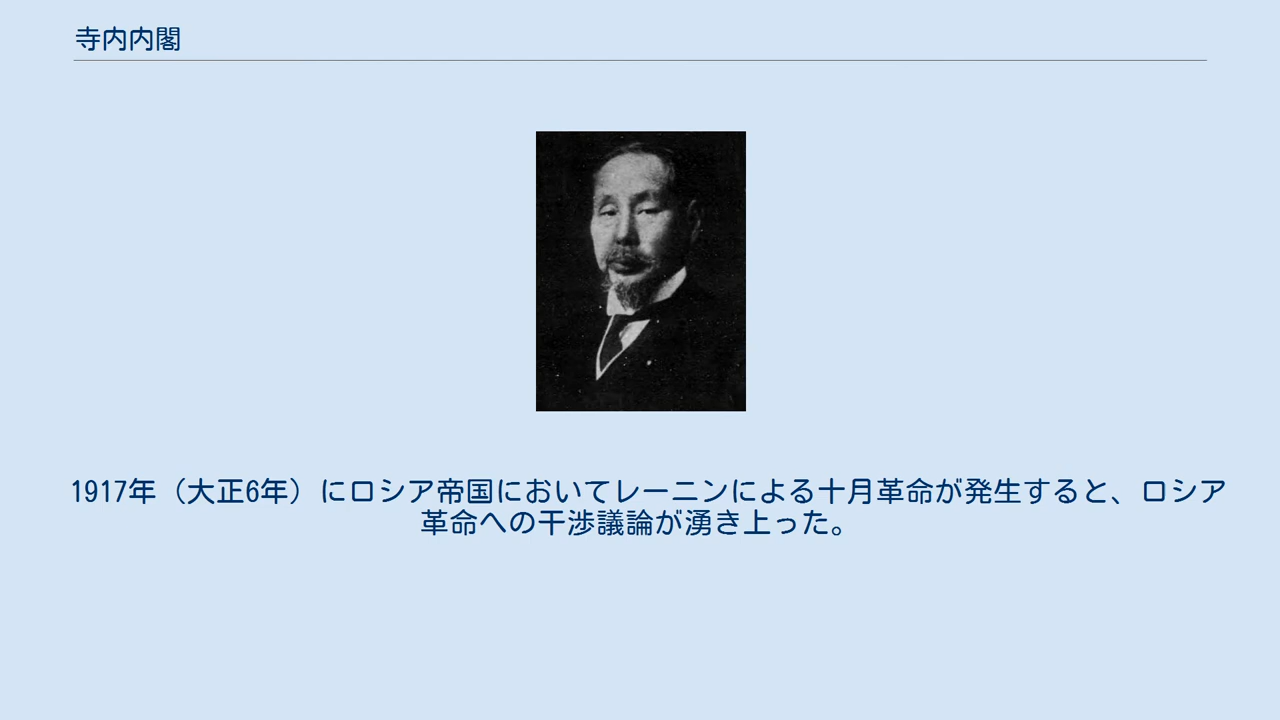 寺内内閣
1917年（大正6年）にロシア帝国においてレーニンによる十月革命が発生すると、ロシア
革命への干渉議論が湧き上った。